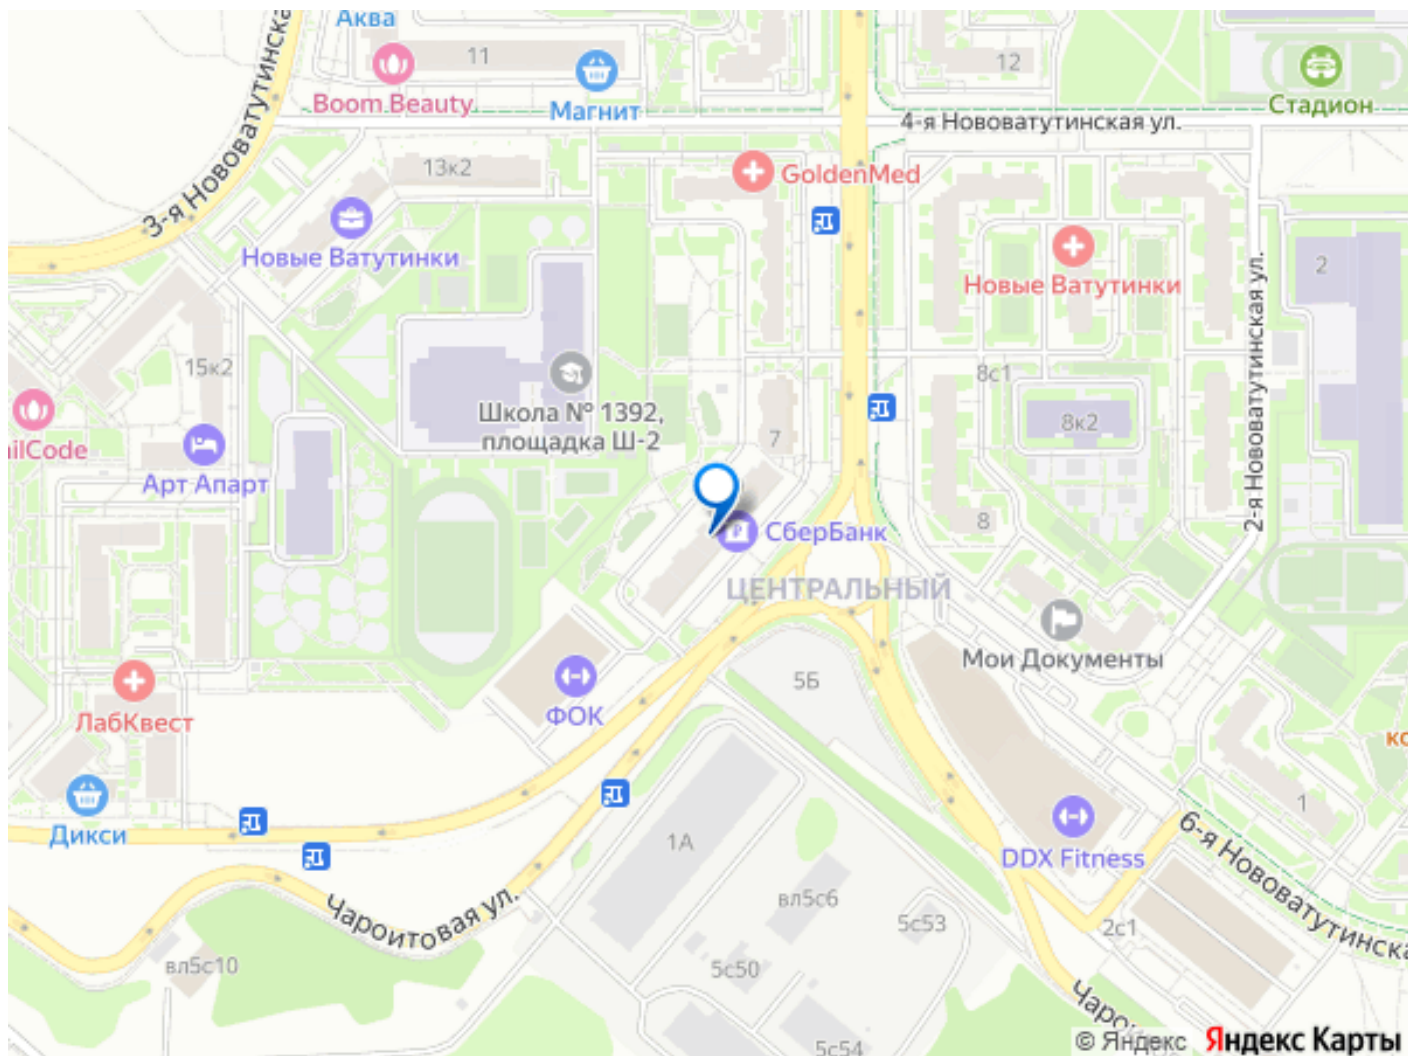 Аква
11
Boom Beauty
Магнит
12
Стадион
3-я Нововатутинска
4-я Нововатутинская ул.
13к2
GoldenMed
Новые Ватутинки
Новые Ватутинки
2
2-я Нововатутинская ул.
15к2
8с1
Школа № 1392,
площадка Ш-2
7
8к2
ilCode
Арт Апарт
8
СберБанк
ЦЕНТРАЛЬНЫЙ
Мои Документы
5Б
ФОК
ЛабКвест
ко
1
Дикси
1А
DDX Fitness
6-я Нововатутинска
Чароитовая ул.
вл5с6
5с53
2с1
вл5с10
5с50
Чаро
5с54
© Яндекс Яндекс Карты